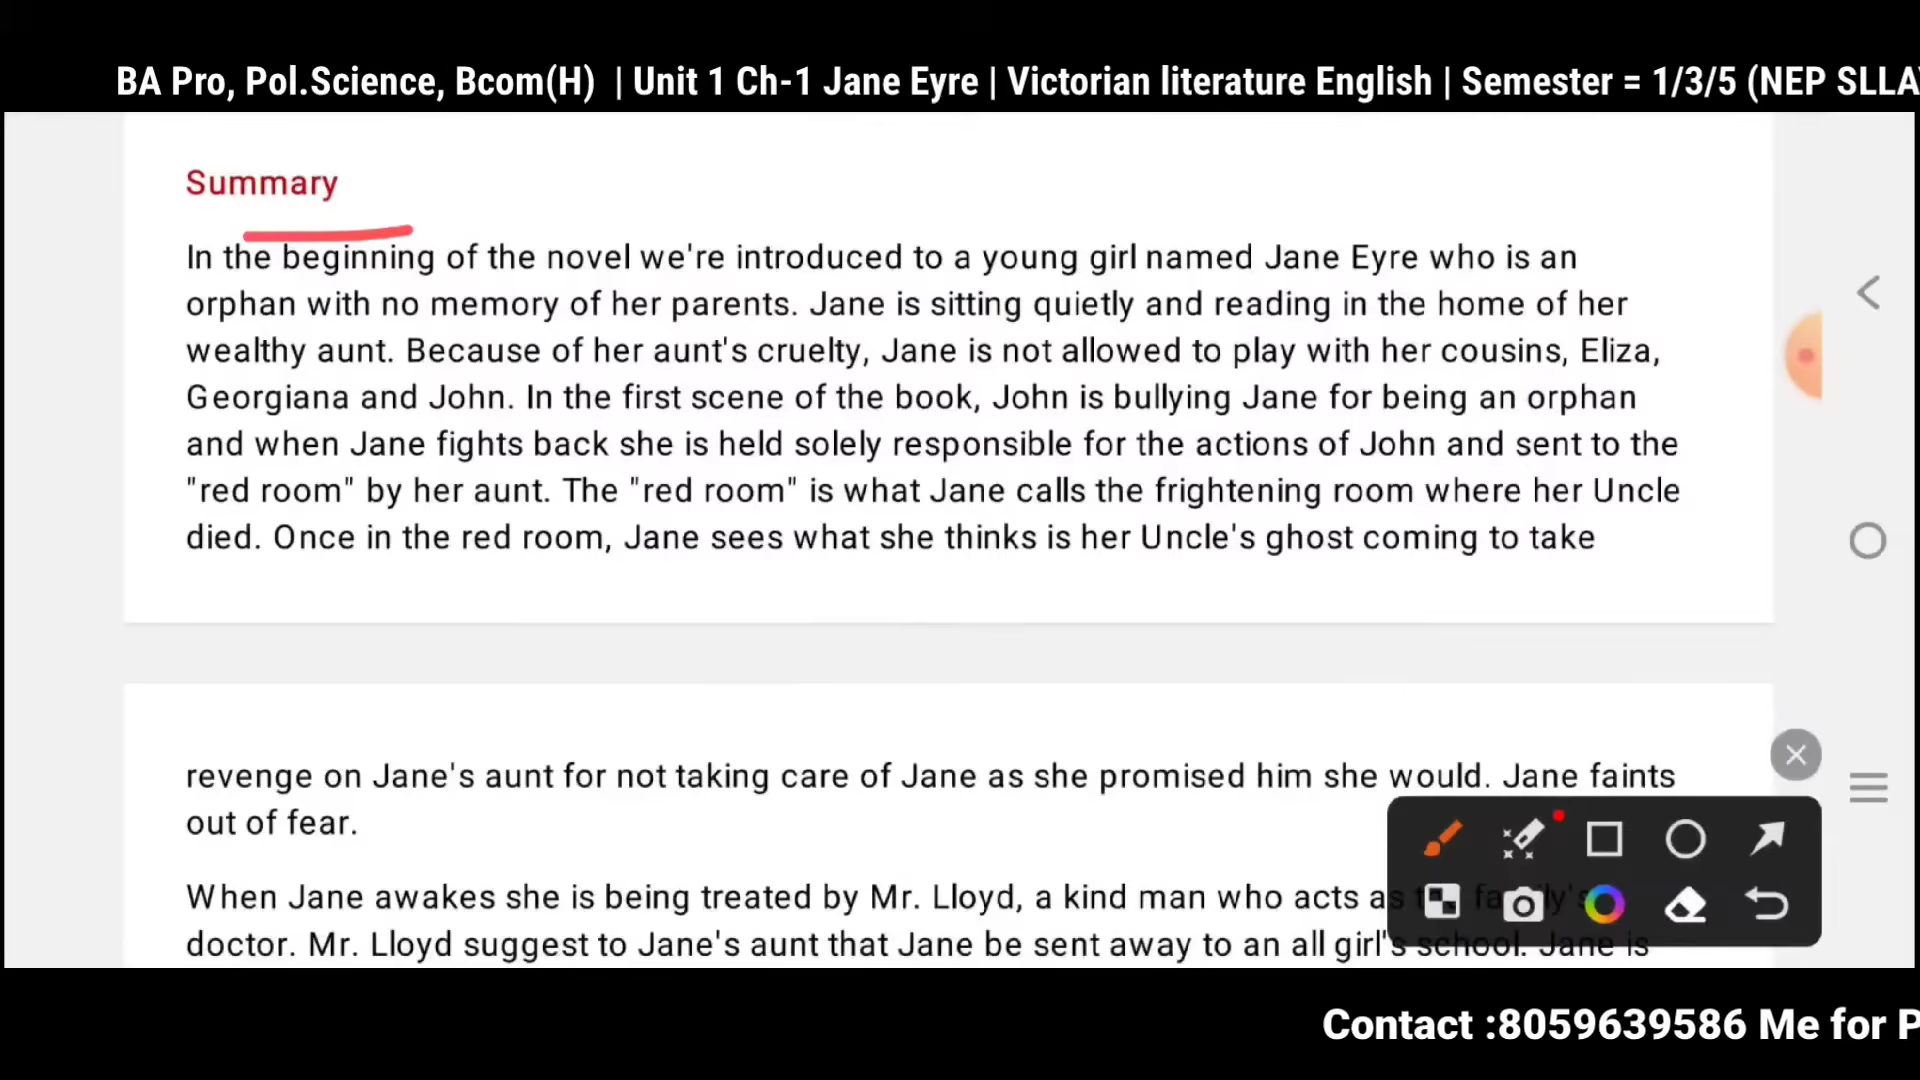 BA Pro, Pol.Science, Bcom(H) | Unit 1 Ch-1 Jane Eyre | Victorian literature English | Semester = 1/3/5 (NEP SLLA
Summary
In the beginning of the novel we're introduced to a young girl named Jane Eyre who is an
orphan with no memory of her parents. Jane is sitting quietly and reading in the home of her
wealthy aunt. Because of her aunt's cruelty, Jane is not allowed to play with her cousins, Eliza,
Georgiana and John. In the first scene of the book, John is bullying Jane for being an orphan
and when Jane fights back she is held solely responsible for the actions of John and sent to the
"red room" by her aunt. The "red room" is what Jane calls the frightening room where her Uncle
died. Once in the red room, Jane sees what she thinks is her Uncle's ghost coming to take
revenge on Jane's aunt for not taking care of Jane as she promised him she would. Jane faints
out of fear.
When Jane awakes she is being treated by Mr. Lloyd, a kind man who acts as the family's
doctor. Mr. Lloyd suggest to Jane's aunt that Jane be sent away to an all girl's school. Jane is
Contact :8059639586 Me for P